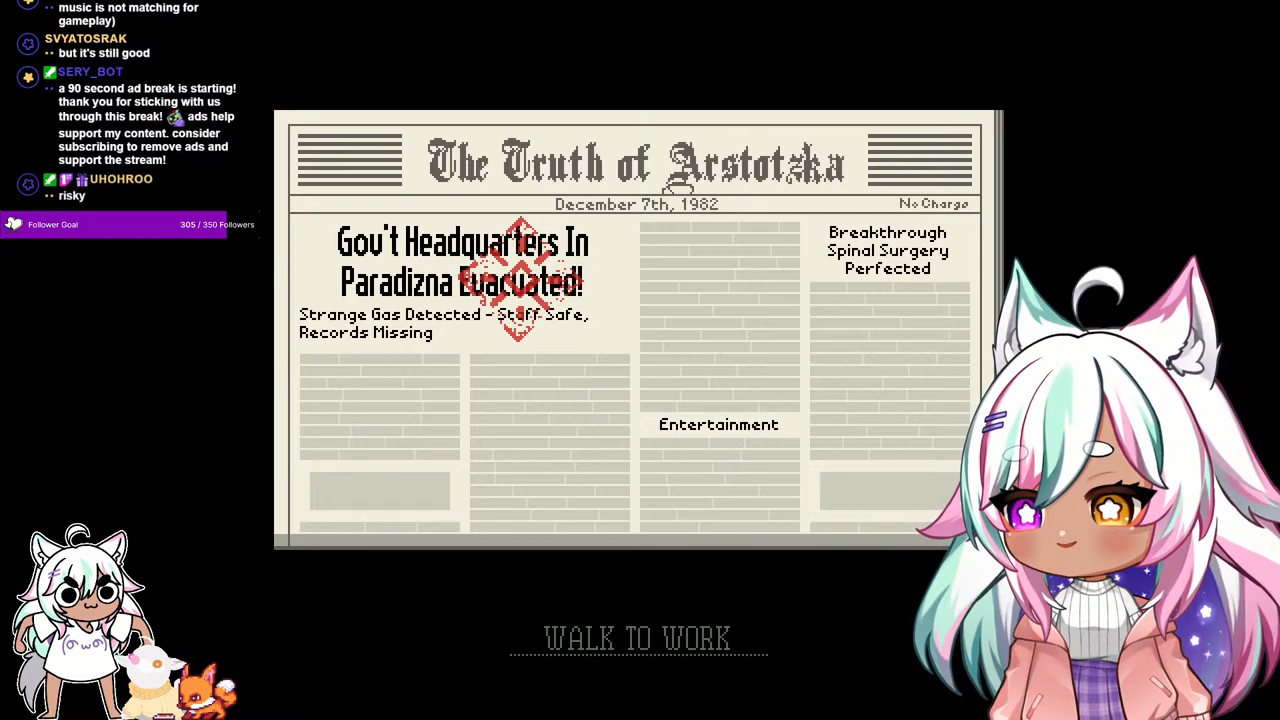 music is not matching for
gameplay)
SVYATOSRAK
but it's still good
SERY_BOT
a 90 second ad break is starting!
thank you for sticking with us
through this break! ads help
support my content. consider
subscribing to remove ads and
support the stream!
UHOHROO
risky
Follower Goal
305 / 350 Followers
The Truth of Arstotzka
December 7th, 1982
No Charge
Gov't Headquarters In
Paradizna Evacuated!
Strange Gas Detected - Staff Safe,
Records Missing
Entertainment
Breakthrough
Spinal Surgery
Perfected
WALK TO WORK